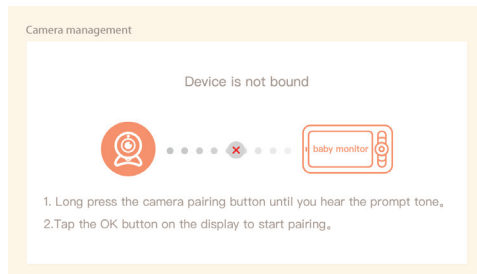 Camera management
Device is not bound
baby monitor
1. Long press the camera pairing button until you hear the prompt tone。
2.Tap the OK button on the display to start pairing。